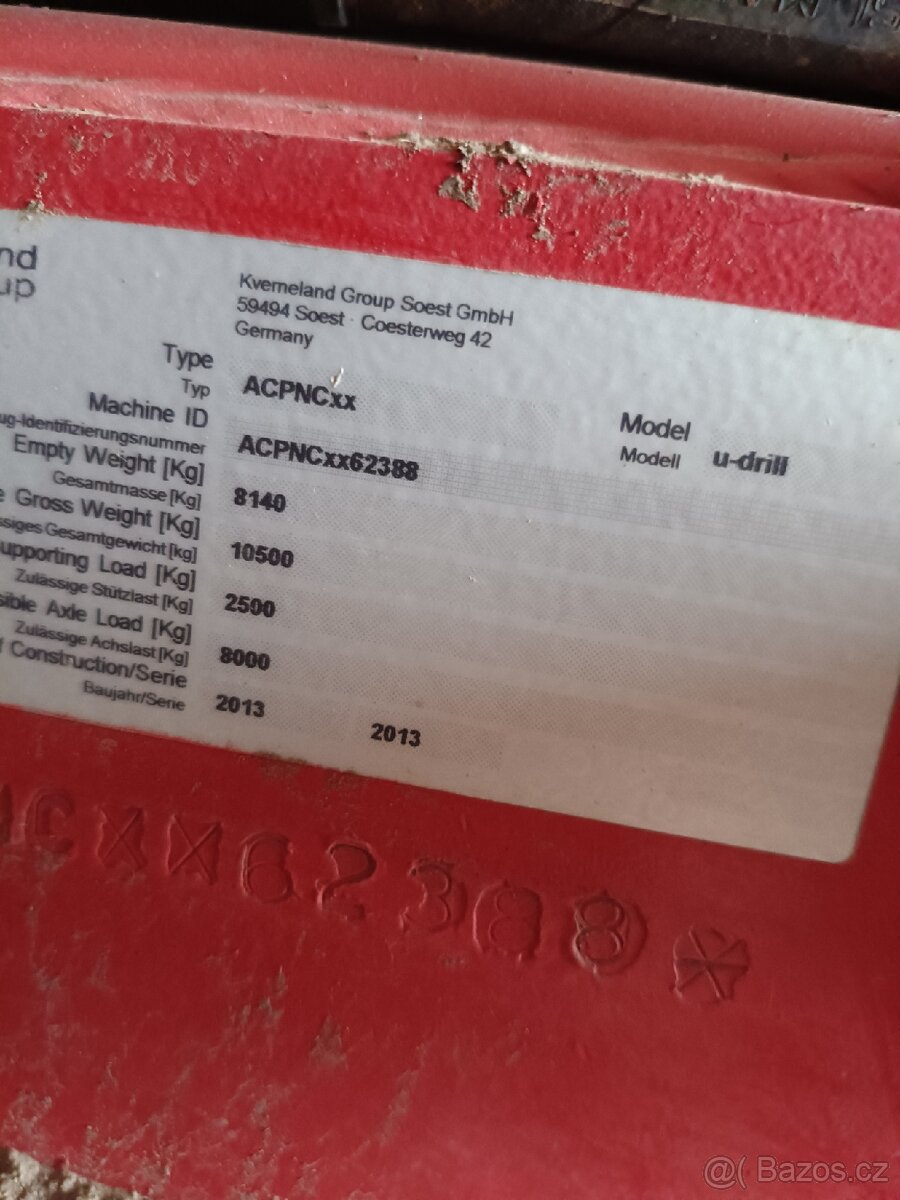 nd
up
Kverneland Group Soest GmbH
59494 Soest · Coesterweg 42
Germany
Type
Typ
ACPNCxx
Model
Modell
u-drill
Machine ID
ug-Identifizierungsnummer
ACPNCxx62388
Empty Weight [Kg]
Gesamtmasse [Kg]
8140
e Gross Weight [Kg]
ssiges Gesamtgewicht [kg]
10500
upporting Load [Kg]
Zulässige Stützlast [Kg]
2500
sible Axle Load [Kg]
Zulässige Achslast [Kg]
8000
f Construction/Serie
Baujahr/Serie
2013
2013
NCxx62388*
@( Bazos.cz